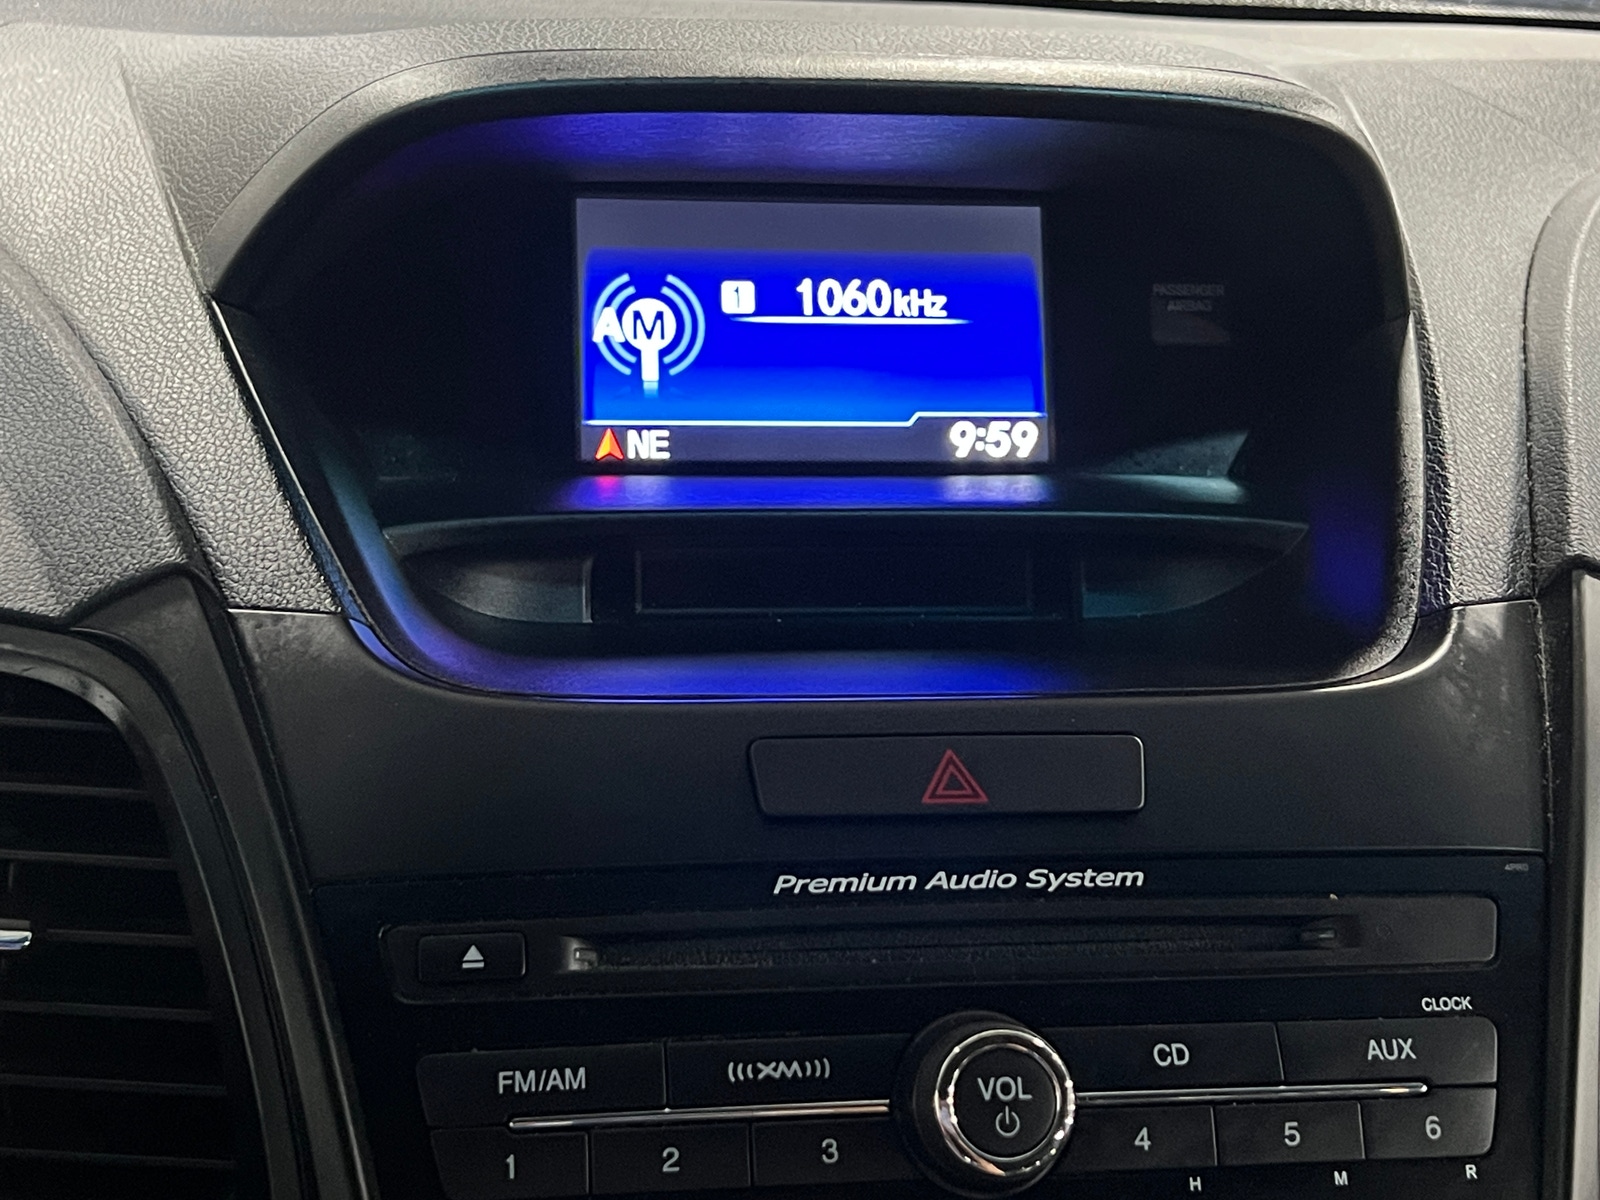 1 1060kHz
AM
NE 9:59
PASSENGER
AIRBAG
Premium Audio System
CLOCK
FM/AM (((XM))) CD AUX
VOL
1 2 3 4 5 6
H M R